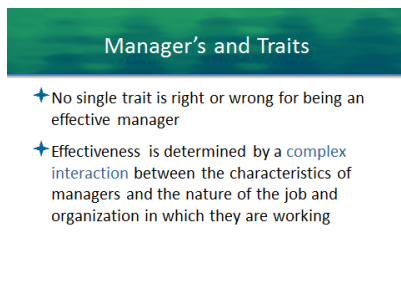 Manager's and Traits
No single trait is right or wrong for being an
effective manager
Effectiveness is determined by a complex
interaction between the characteristics of
managers and the nature of the job and
organization in which they are working